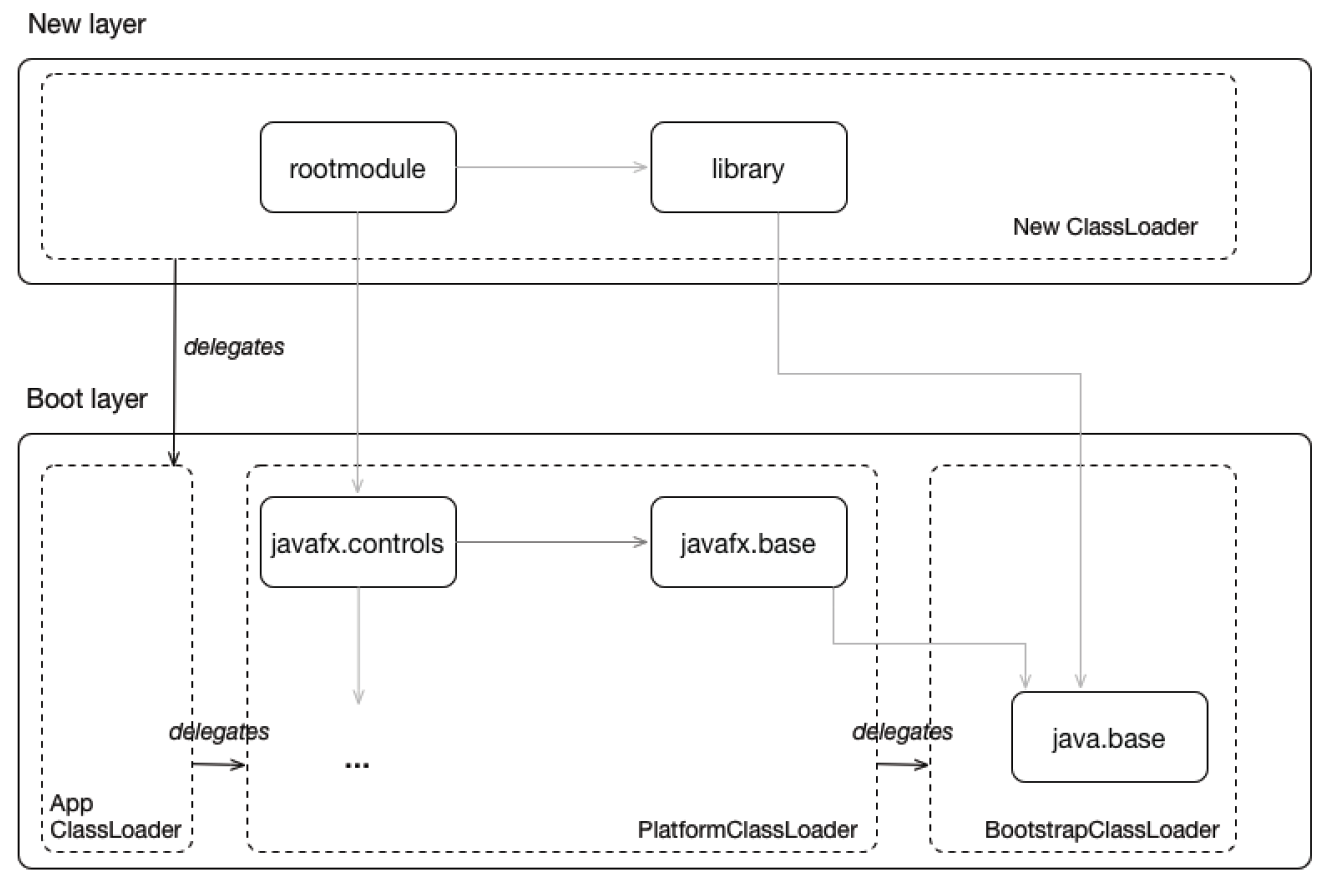 New layer
rootmodule
library
New ClassLoader
delegates
Boot layer
javafx.controls
javafx.base
delegates
delegates
...
java.base
App
ClassLoader
PlatformClassLoader
BootstrapClassLoader